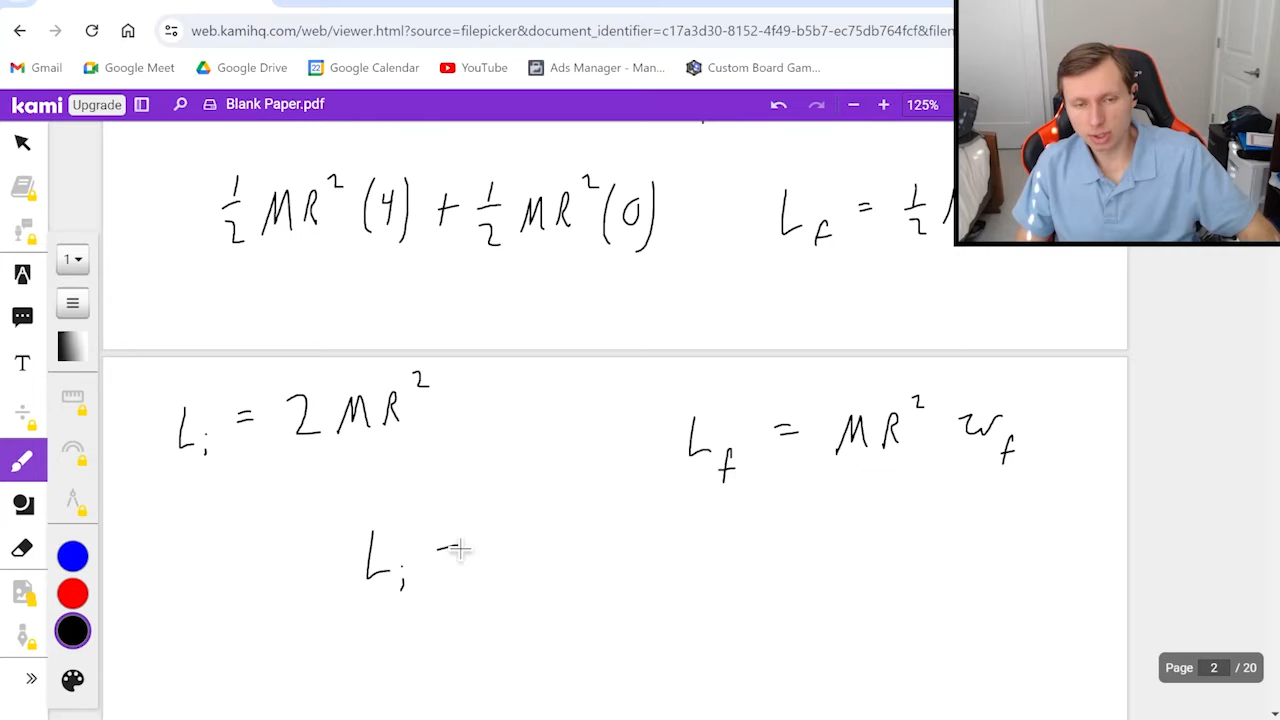 web.kamihq.com/web/viewer.html?source=filepicker&document_identifier=c17a3d30-8152-4f49-b5b7-ec75db764fcf&filen
Gmail Google Meet Google Drive 22 Google Calendar YouTube Ads Manager - Man... Custom Board Gam...
kami Upgrade Blank Paper.pdf 125%
½ MR² (4) + ½ MR² (0) L_f = ½
1
T
L_i = 2MR² L_f = MR² ω_f
L_i
Page 2 / 20